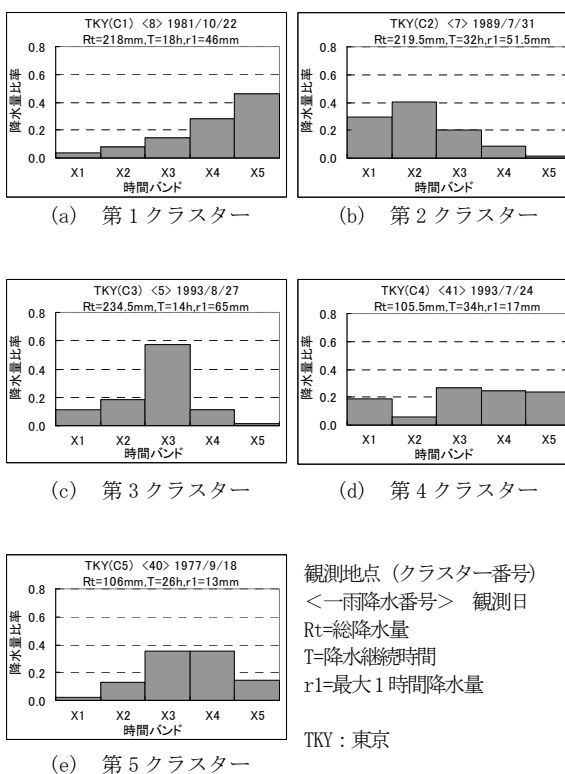 TKY(C1) <8> 1981/10/22
Rt=218mm,T=18h,r1=46mm
降水量比率
0.8
0.6
0.4
0.2
0.0
X1 X2 X3 X4 X5
時間バンド
(a) 第1クラスター
TKY(C2) <7> 1989/7/31
Rt=219.5mm,T=32h,r1=51.5mm
降水量比率
0.8
0.6
0.4
0.2
0.0
X1 X2 X3 X4 X5
時間バンド
(b) 第2クラスター
TKY(C3) <5> 1993/8/27
Rt=234.5mm,T=14h,r1=65mm
降水量比率
0.8
0.6
0.4
0.2
0.0
X1 X2 X3 X4 X5
時間バンド
(c) 第3クラスター
TKY(C4) <41> 1993/7/24
Rt=105.5mm,T=34h,r1=17mm
降水量比率
0.8
0.6
0.4
0.2
0.0
X1 X2 X3 X4 X5
時間バンド
(d) 第4クラスター
TKY(C5) <40> 1977/9/18
Rt=106mm,T=26h,r1=13mm
降水量比率
0.8
0.6
0.4
0.2
0.0
X1 X2 X3 X4 X5
時間バンド
(e) 第5クラスター
観測地点（クラスター番号）
＜一雨降水番号＞ 観測日
Rt=総降水量
T=降水継続時間
r1=最大1時間降水量
TKY：東京